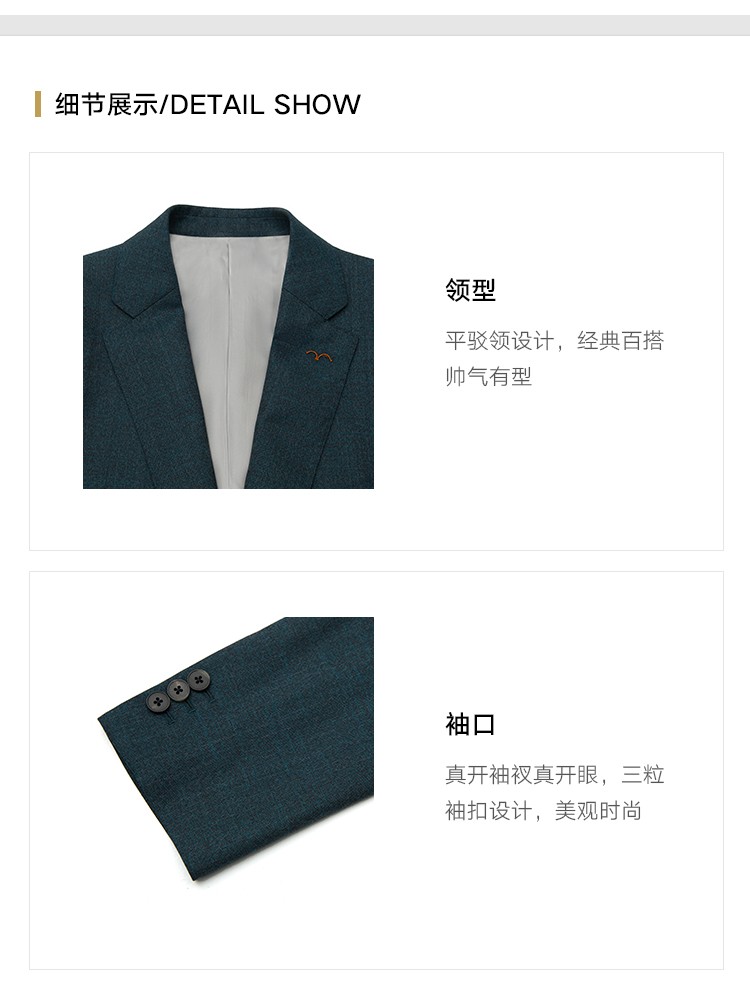 细节展示/DETAIL SHOW
领型
平驳领设计，经典百搭
帅气有型
袖口
真开袖衩真开眼，三粒
袖扣设计，美观时尚